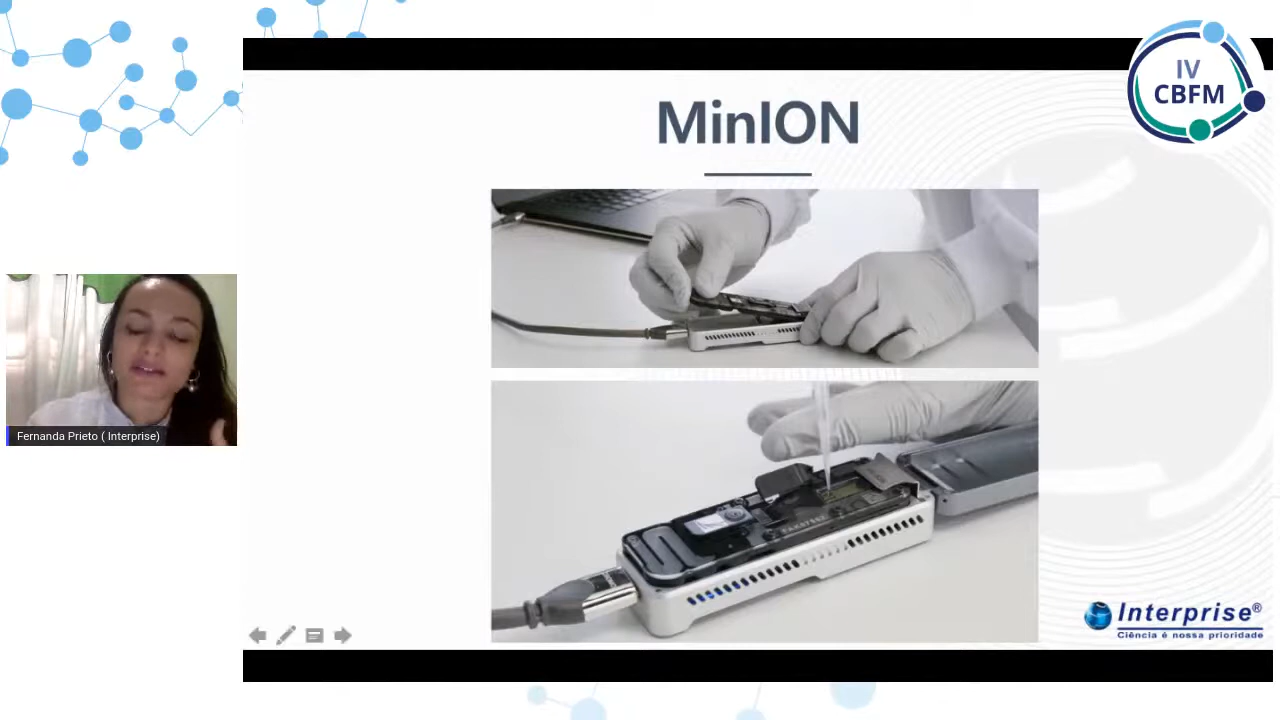 IV
CBFM
MinION
Fernanda Prieto ( Interprise)
Interprise®
Ciência é nossa prioridade